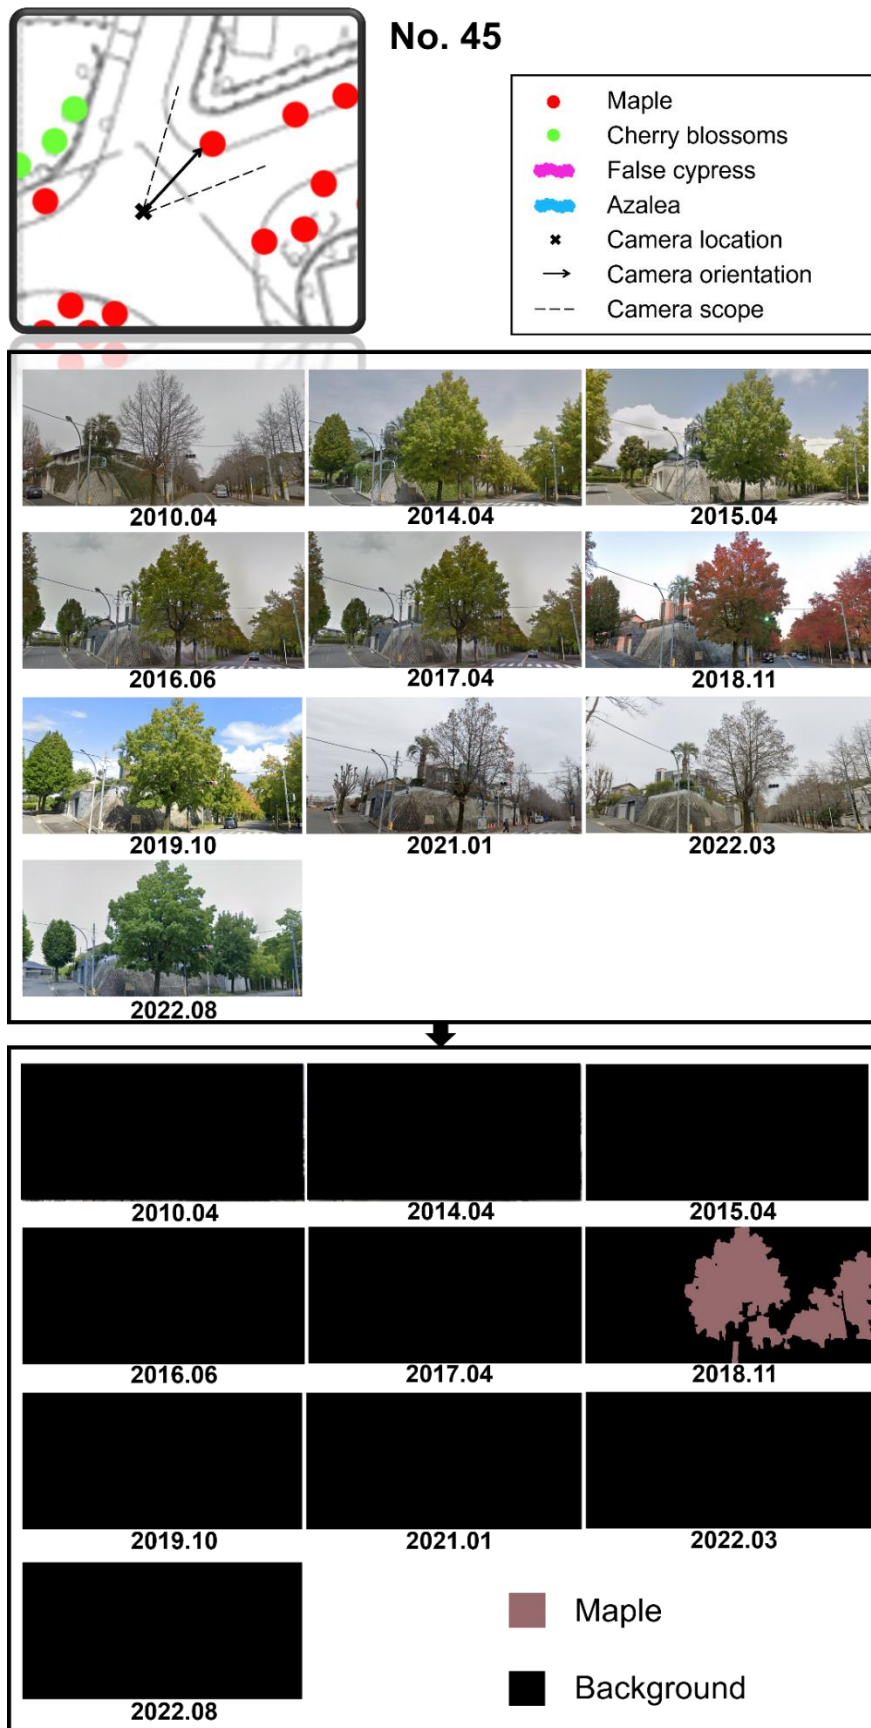 No. 45
Maple
Cherry blossoms
False cypress
Azalea
Camera location
Camera orientation
Camera scope
2010.04
2014.04
2015.04
2016.06
2017.04
2018.11
2019.10
2021.01
2022.03
2022.08
2010.04
2014.04
2015.04
2016.06
2017.04
2018.11
2019.10
2021.01
2022.03
2022.08
Maple
Background